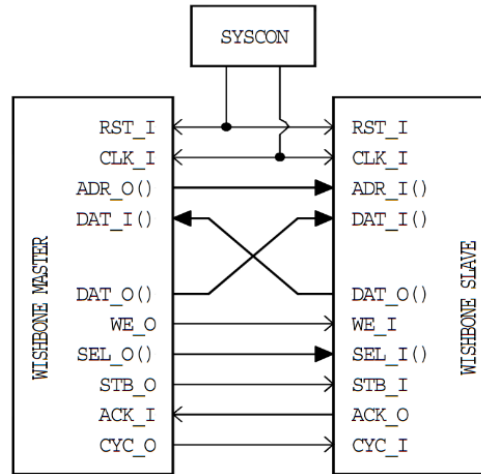 SYSCON
WISHBONE MASTER
RST_I
CLK_I
ADR_O()
DAT_I()
DAT_O()
WE_O
SEL_O()
STB_O
ACK_I
CYC_O
RST_I
CLK_I
ADR_I()
DAT_I()
DAT_O()
WE_I
SEL_I()
STB_I
ACK_O
CYC_I
WISHBONE SLAVE